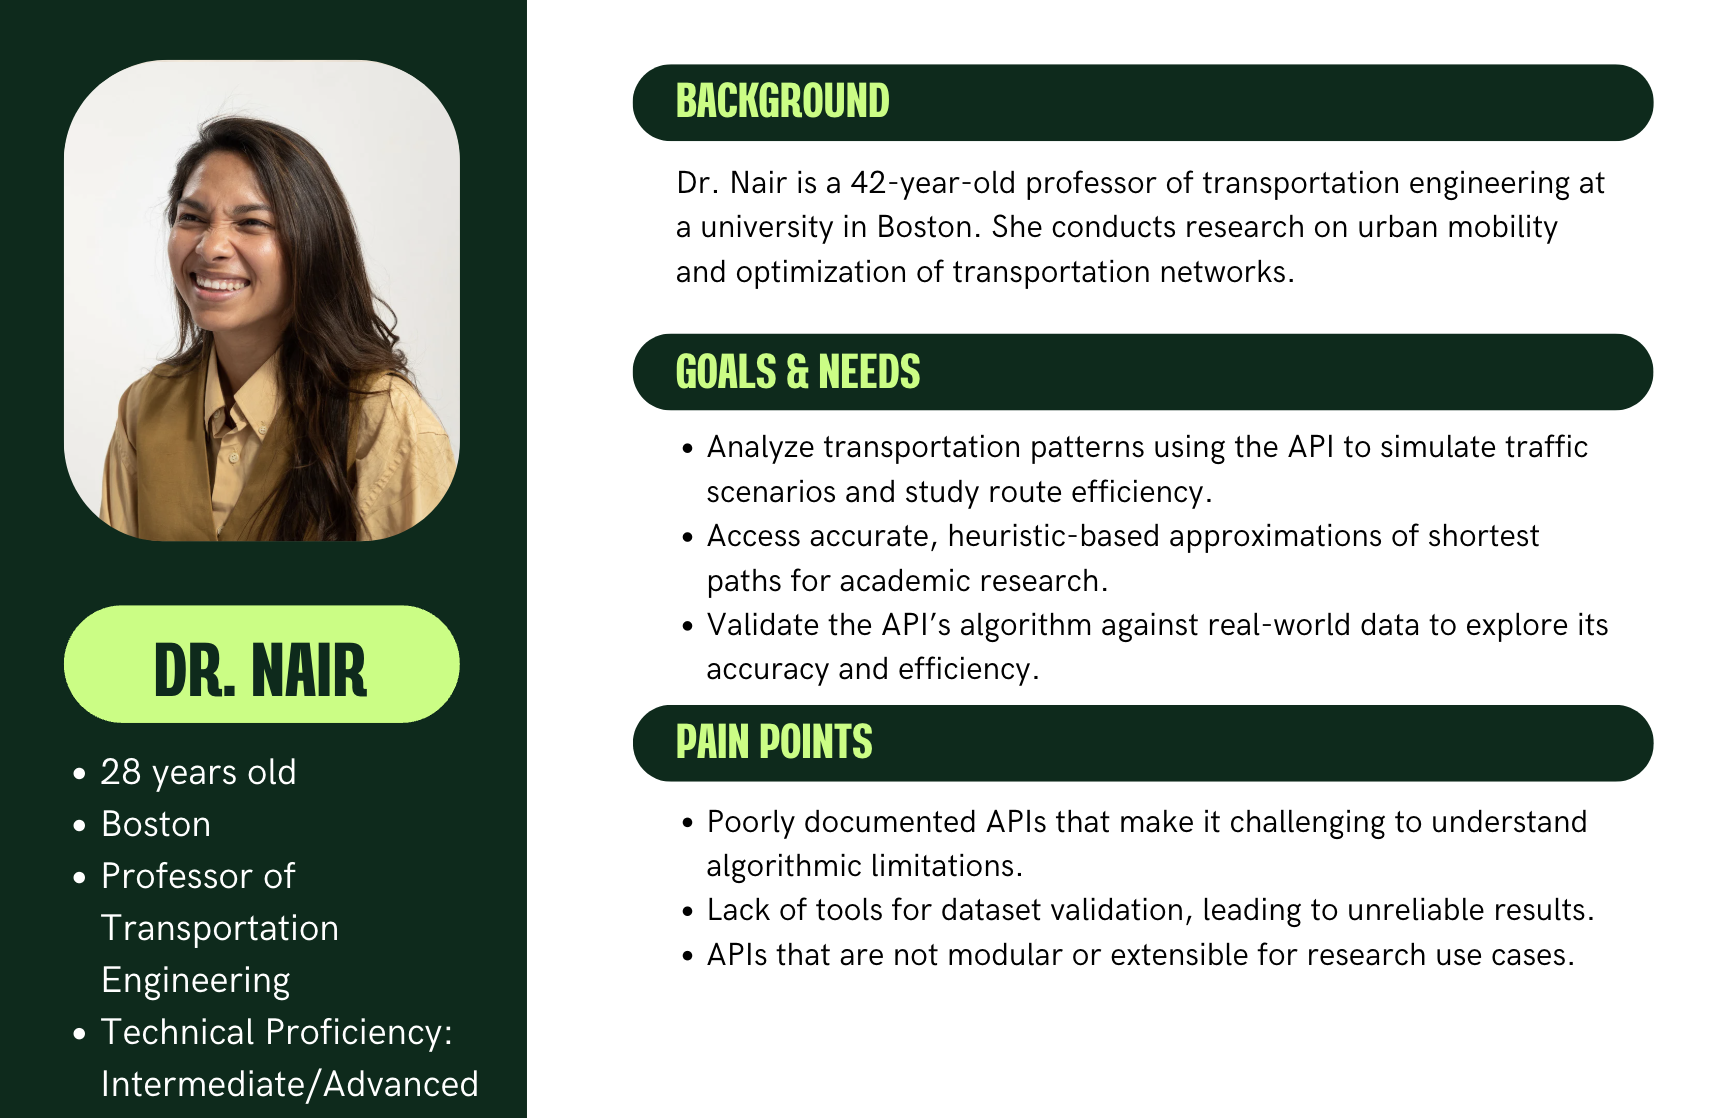 DR. NAIR
• 28 years old
• Boston
• Professor of
Transportation
Engineering
• Technical Proficiency:
Intermediate/Advanced
BACKGROUND
Dr. Nair is a 42-year-old professor of transportation engineering at
a university in Boston. She conducts research on urban mobility
and optimization of transportation networks.
GOALS & NEEDS
• Analyze transportation patterns using the API to simulate traffic
scenarios and study route efficiency.
• Access accurate, heuristic-based approximations of shortest
paths for academic research.
• Validate the API’s algorithm against real-world data to explore its
accuracy and efficiency.
PAIN POINTS
• Poorly documented APIs that make it challenging to understand
algorithmic limitations.
• Lack of tools for dataset validation, leading to unreliable results.
• APIs that are not modular or extensible for research use cases.